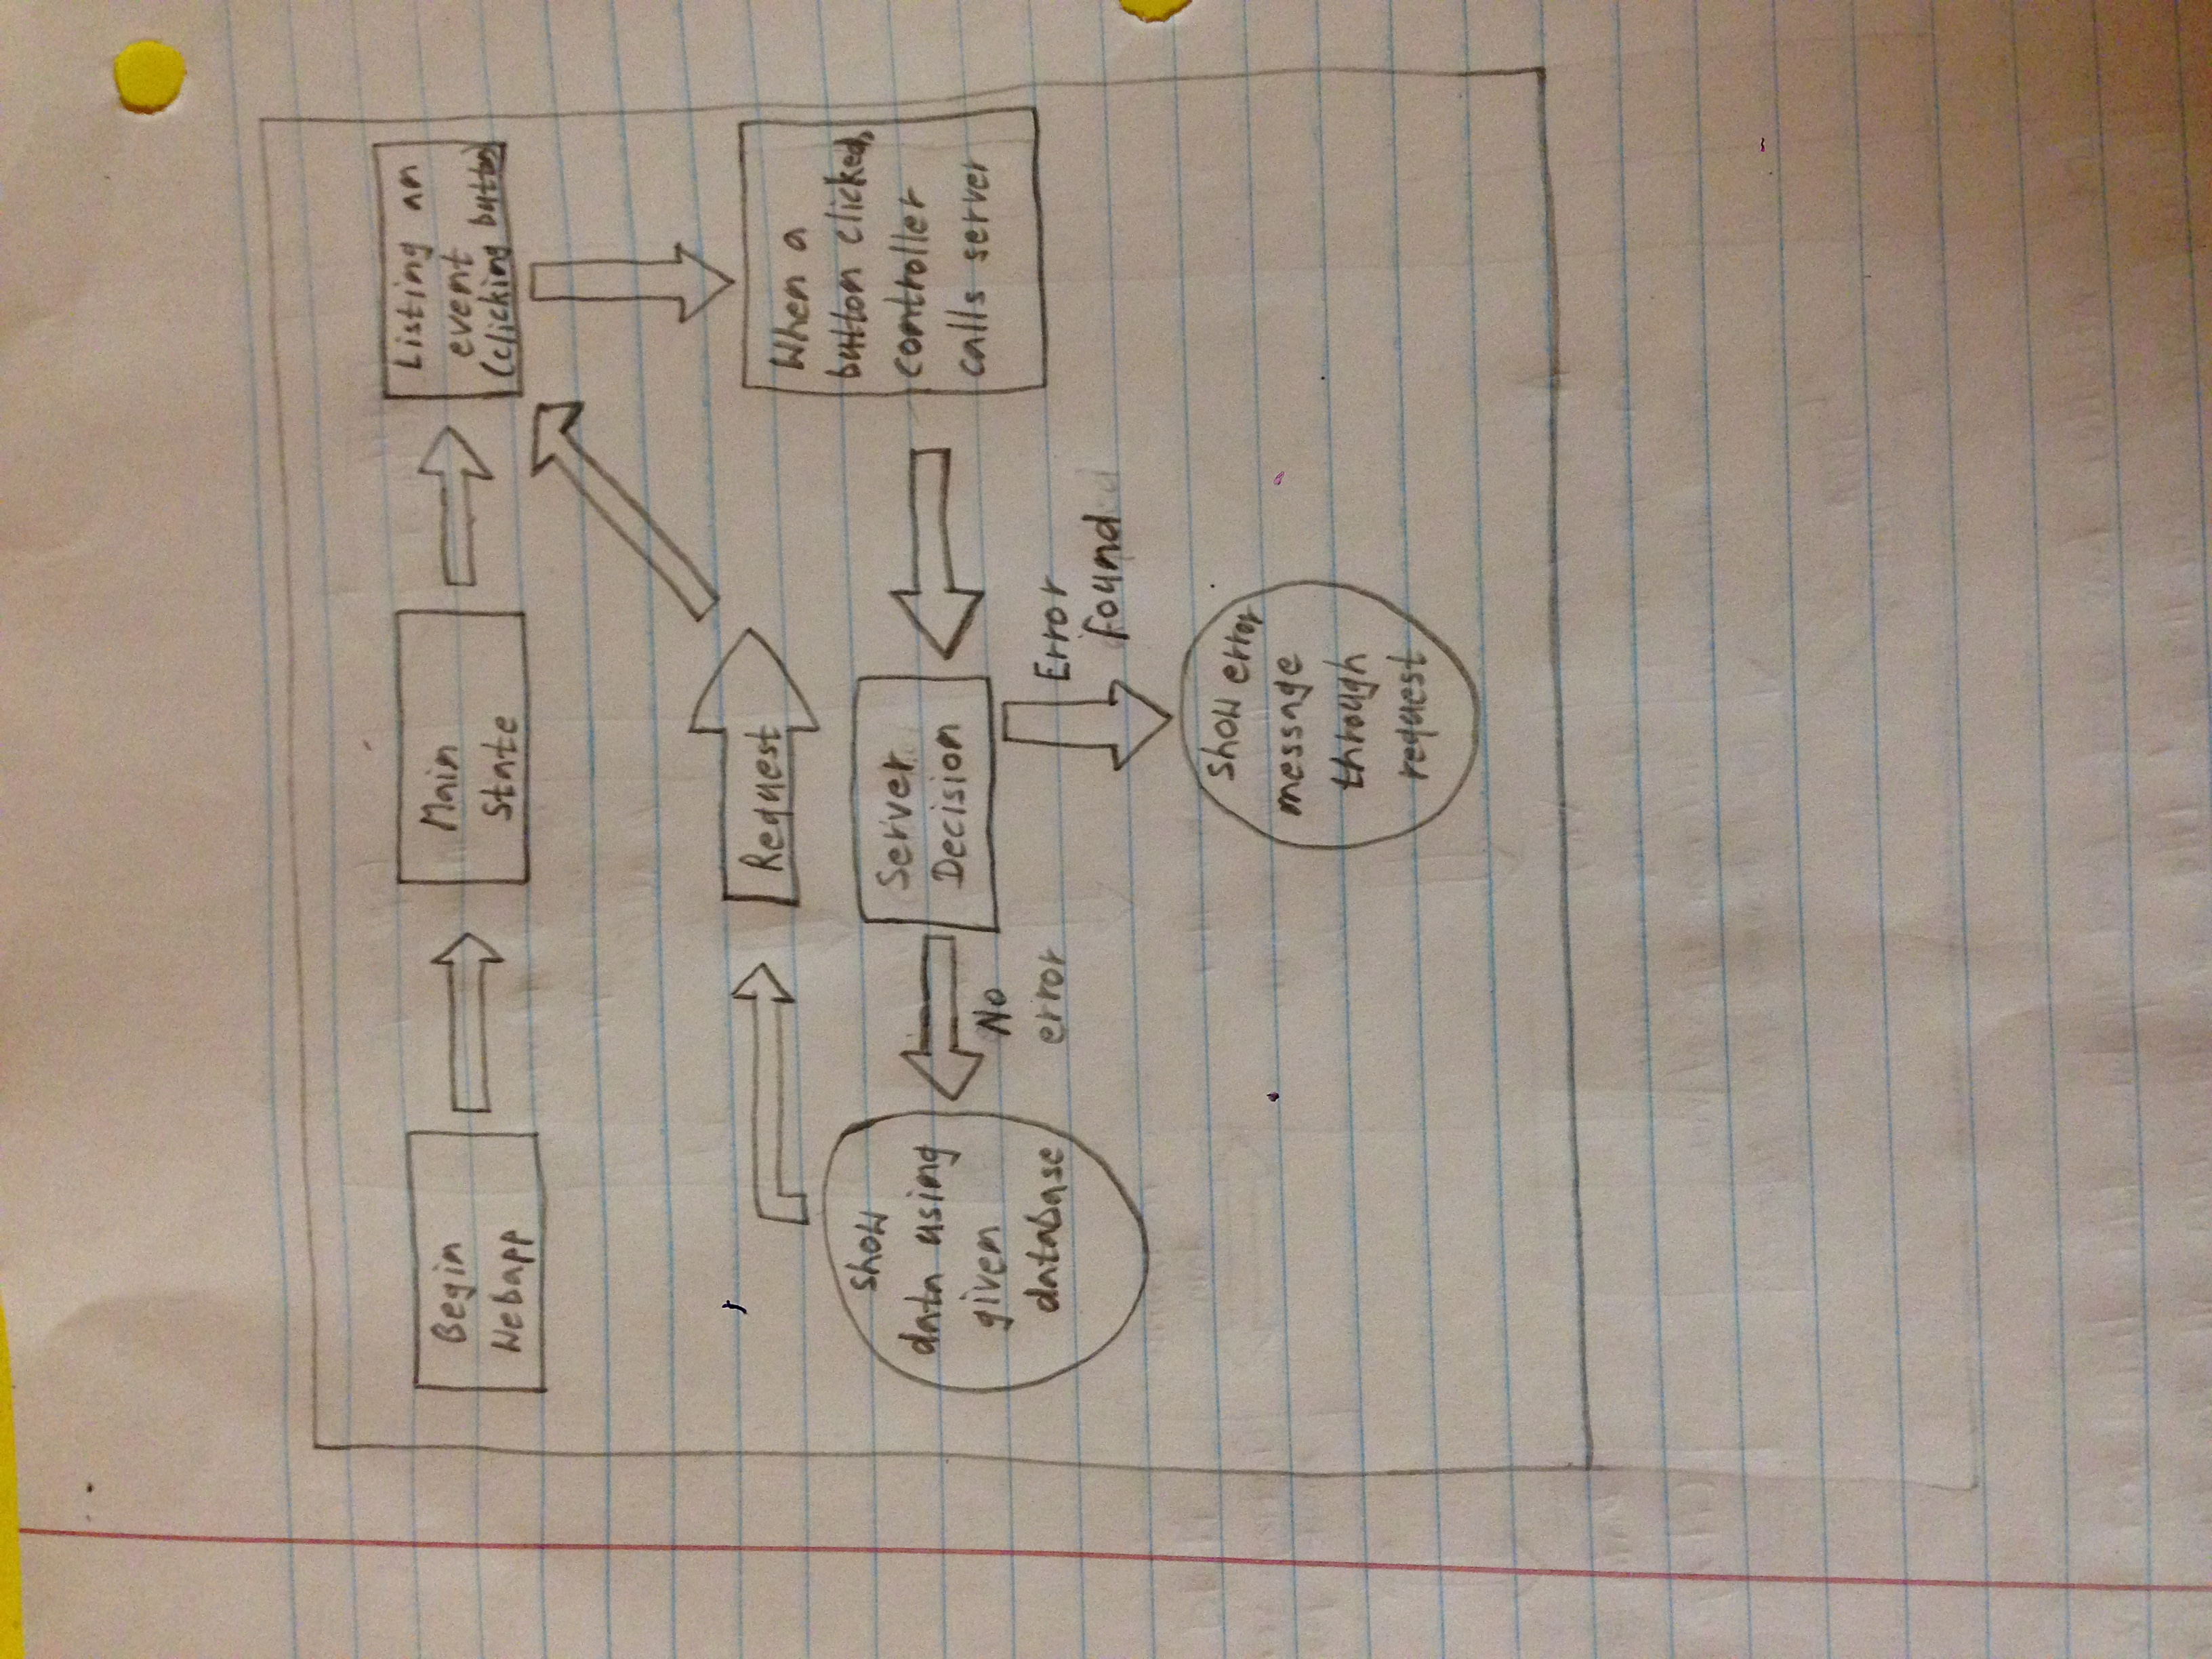 Begin
Webapp
Main
State
Listing an
event
(clicking button)
When a
button clicked,
controller
calls server
Server
Decision
No
error
show
data using
given
database
Request
Error
found
show error
message
through
request